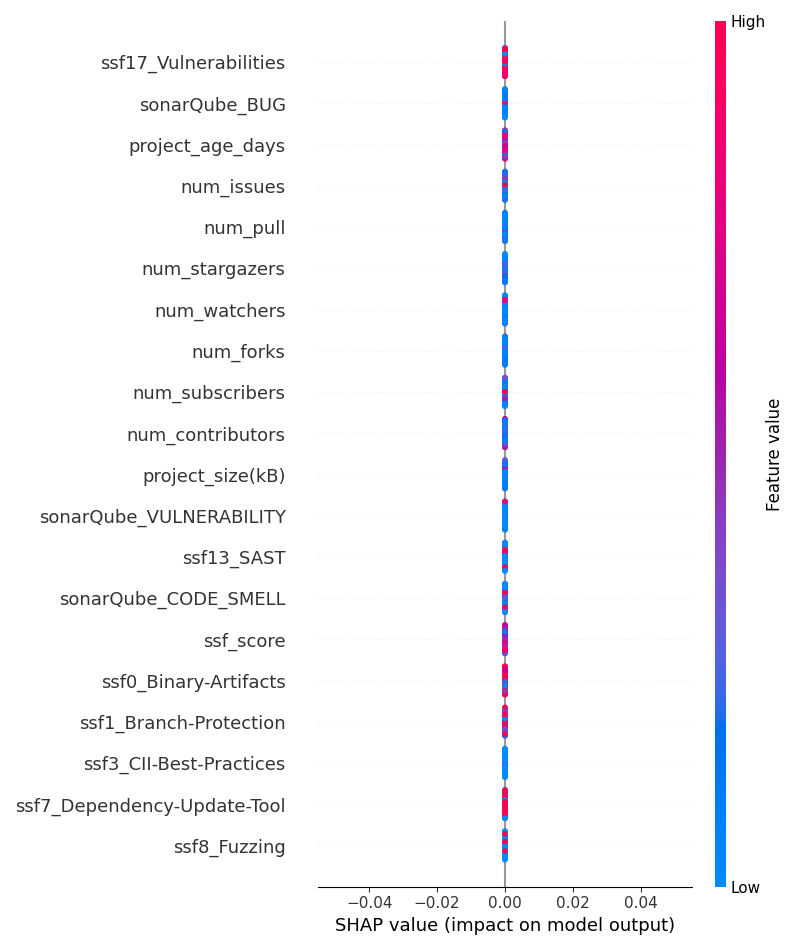 High
ssf17_Vulnerabilities
sonarQube_BUG
project_age_days
num_issues
num_pull
num_stargazers
num_watchers
num_forks
num_subscribers
num_contributors
project_size(kB)
sonarQube_VULNERABILITY
ssf13_SAST
sonarQube_CODE_SMELL
ssf_score
ssf0_Binary-Artifacts
ssf1_Branch-Protection
ssf3_CII-Best-Practices
ssf7_Dependency-Update-Tool
ssf8_Fuzzing
Feature value
Low
−0.04 −0.02 0.00 0.02 0.04
SHAP value (impact on model output)